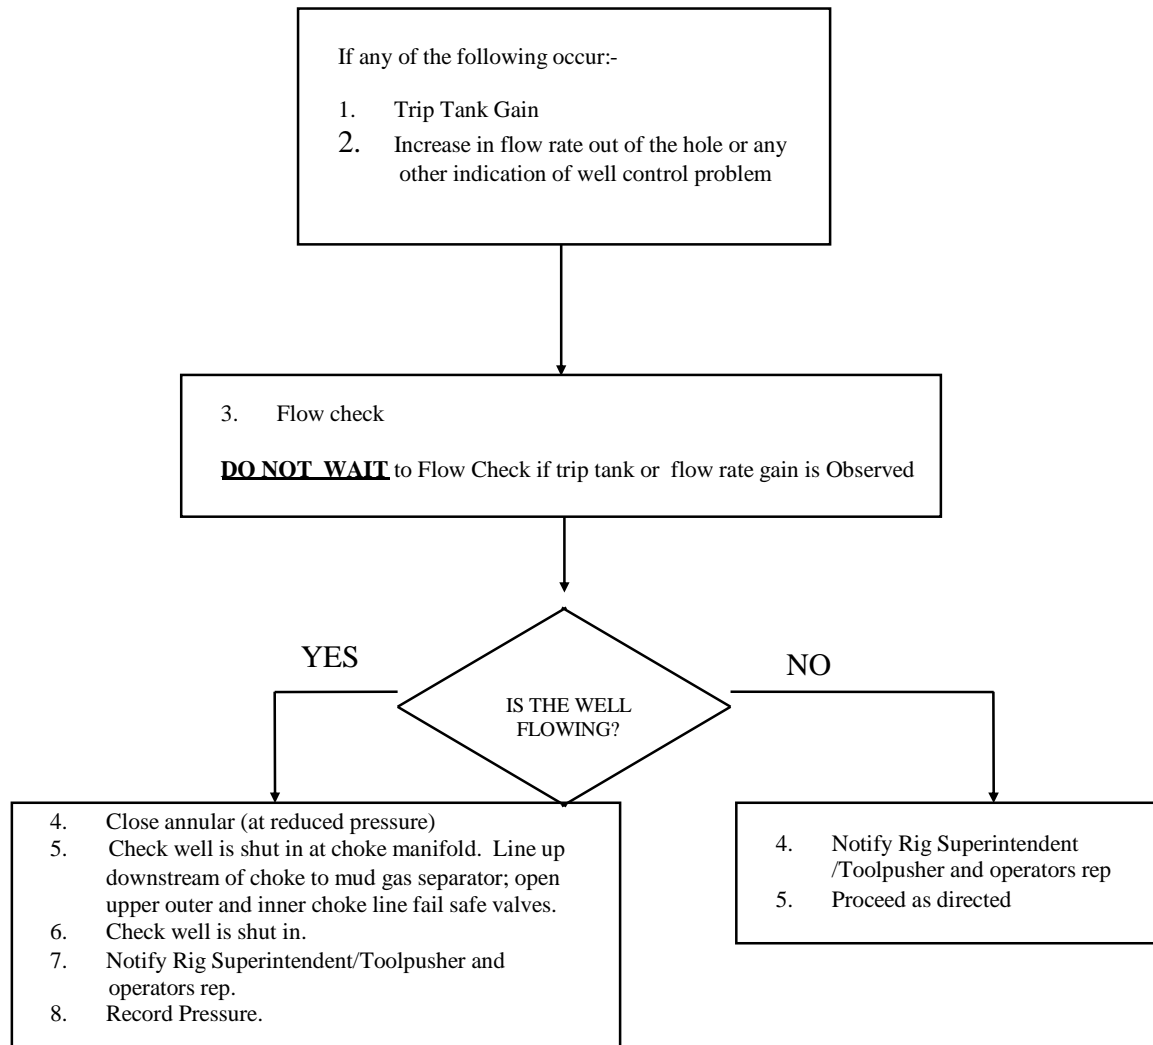 If any of the following occur:-
1. Trip Tank Gain
2. Increase in flow rate out of the hole or any
other indication of well control problem
3. Flow check
DO NOT WAIT to Flow Check if trip tank or flow rate gain is Observed
YES
NO
IS THE WELL
FLOWING?
4. Close annular (at reduced pressure)
5. Check well is shut in at choke manifold. Line up
downstream of choke to mud gas separator; open
upper outer and inner choke line fail safe valves.
6. Check well is shut in.
7. Notify Rig Superintendent/Toolpusher and
operators rep.
8. Record Pressure.
4. Notify Rig Superintendent
/Toolpusher and operators rep
5. Proceed as directed